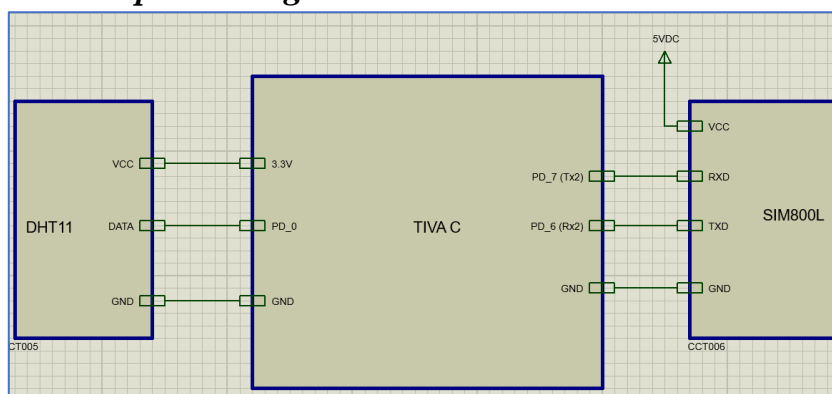 5VDC
VCC
3.3V
VCC
PD_7 (Tx2)
RXD
DHT11
DATA
PD_0
TIVA C
PD_6 (Rx2)
TXD
SIM800L
GND
GND
GND
GND
CT005
CCT006